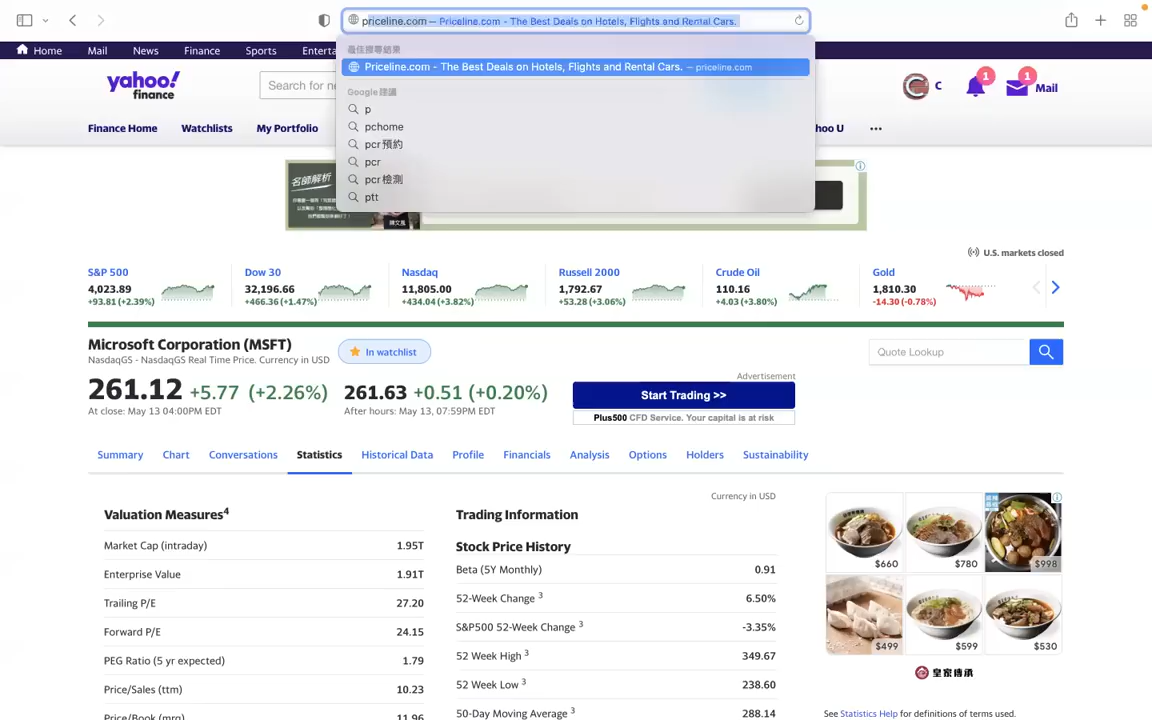 priceline.com — Priceline.com - The Best Deals on Hotels, Flights and Rental Cars.
最佳搜尋結果
Priceline.com - The Best Deals on Hotels, Flights and Rental Cars. — priceline.com
Google 建議
p
pchome
pcr 預約
pcr
pcr 檢測
ptt
Home Mail News Finance Sports Enterta
yahoo!
finance
Search for ne
C
1
1
Mail
Finance Home Watchlists My Portfolio hoo U
名師解析
U.S. markets closed
S&P 500
4,023.89
+93.81 (+2.39%)
Dow 30
32,196.66
+466.36 (+1.47%)
Nasdaq
11,805.00
+434.04 (+3.82%)
Russell 2000
1,792.67
+53.28 (+3.06%)
Crude Oil
110.16
+4.03 (+3.80%)
Gold
1,810.30
-14.30 (-0.78%)
Microsoft Corporation (MSFT)
NasdaqGS - NasdaqGS Real Time Price. Currency in USD
In watchlist
Quote Lookup
261.12 +5.77 (+2.26%)
At close: May 13 04:00PM EDT
261.63 +0.51 (+0.20%)
After hours: May 13, 07:59PM EDT
Advertisement
Start Trading >>
Plus500 CFD Service. Your capital is at risk
Summary Chart Conversations Statistics Historical Data Profile Financials Analysis Options Holders Sustainability
Currency in USD
Valuation Measures4
Market Cap (intraday) 1.95T
Enterprise Value 1.91T
Trailing P/E 27.20
Forward P/E 24.15
PEG Ratio (5 yr expected) 1.79
Price/Sales (ttm) 10.23
Price/Book (mrq) 11.96
Trading Information
Stock Price History
Beta (5Y Monthly) 0.91
52-Week Change 3 6.50%
S&P500 52-Week Change 3 -3.35%
52 Week High 3 349.67
52 Week Low 3 238.60
50-Day Moving Average 3 288.14
$660 $780 $998
$499 $599 $530
皇家傳承
See Statistics Help for definitions of terms used.